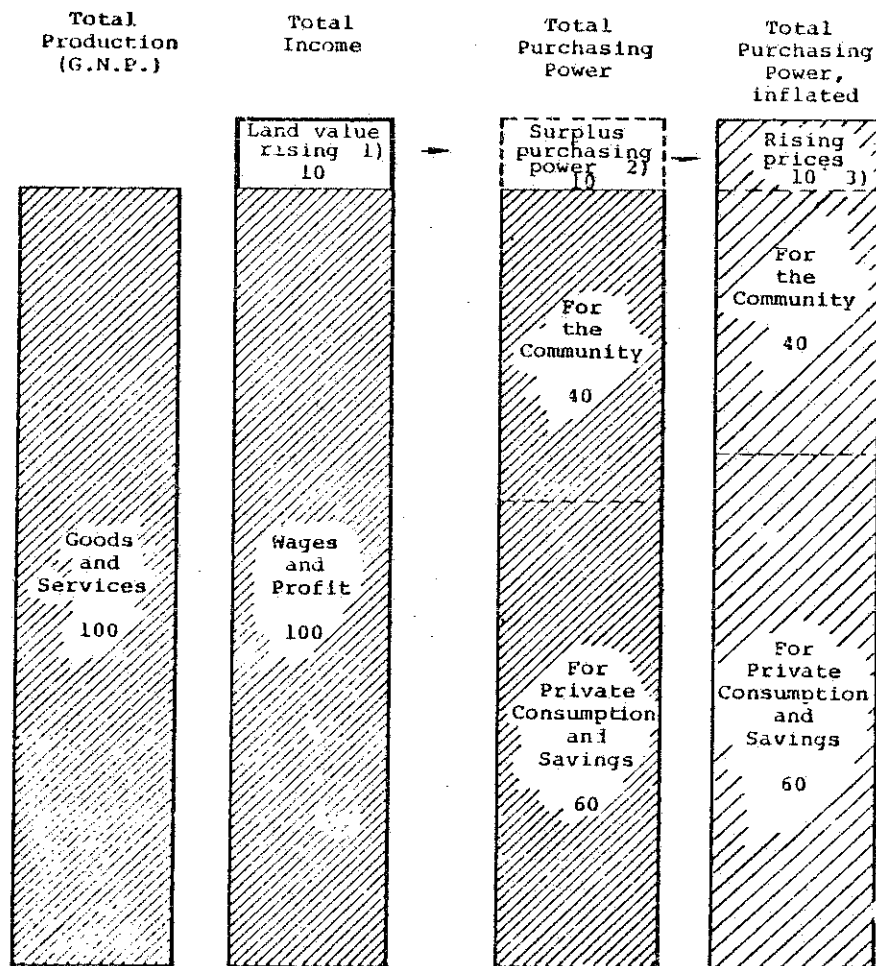 Total
Production
(G.N.P.)
Total
Income
Total
Purchasing
Power
Total
Purchasing
Power,
inflated
Land value
rising 1)
10
Surplus
purchasing
power 2)
10
Rising
prices
10 3)
Goods
and
Services
100
Wages
and
Profit
100
For
the
Community
40
For
Private
Consumption
and
Savings
60
For
the
Community
40
For
Private
Consumption
and
Savings
60